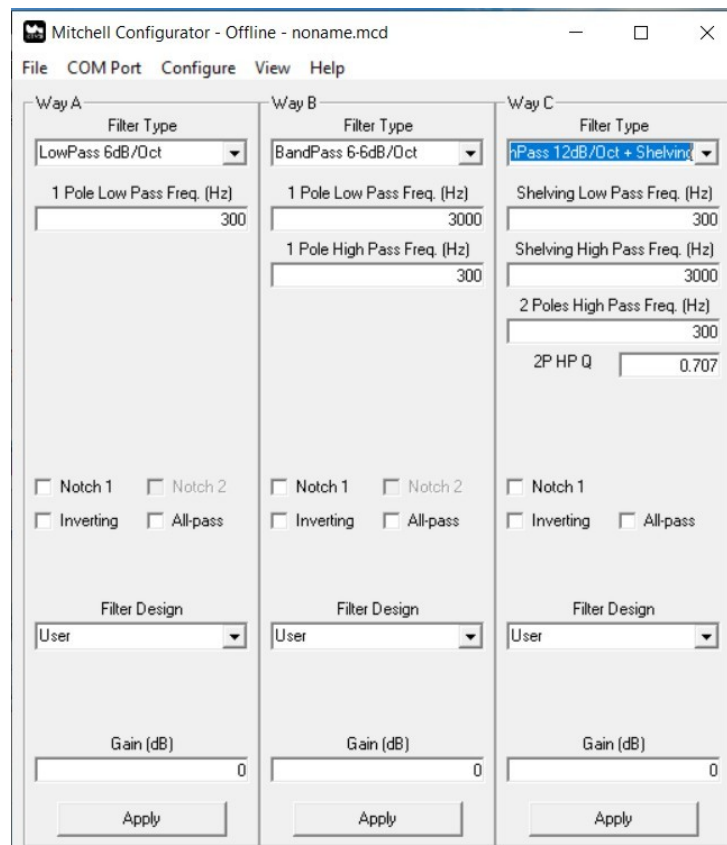 Mitchell Configurator - Offline - noname.mcd
File COM Port Configure View Help
Way A
Filter Type
LowPass 6dB/Oct
1 Pole Low Pass Freq. (Hz)
300
Notch 1 Notch 2
Inverting All-pass
Filter Design
User
Gain (dB)
0
Apply
Way B
Filter Type
BandPass 6-6dB/Oct
1 Pole Low Pass Freq. (Hz)
3000
1 Pole High Pass Freq. (Hz)
300
Notch 1 Notch 2
Inverting All-pass
Filter Design
User
Gain (dB)
0
Apply
Way C
Filter Type
hPass 12dB/Oct + Shelving
Shelving Low Pass Freq. (Hz)
300
Shelving High Pass Freq. (Hz)
3000
2 Poles High Pass Freq. (Hz)
300
2P HP Q 0.707
Notch 1
Inverting All-pass
Filter Design
User
Gain (dB)
0
Apply